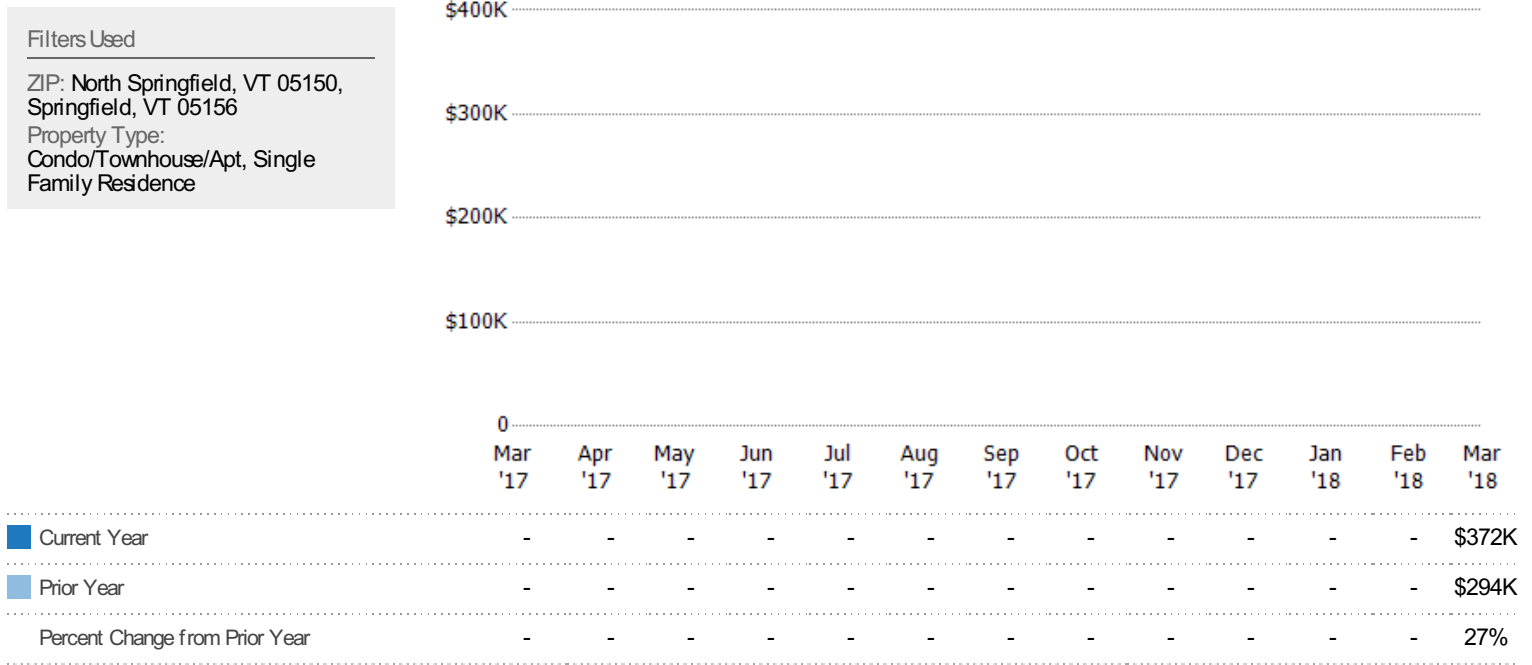 Filters Used
ZIP: North Springfield, VT 05150,
Springfield, VT 05156
Property Type:
Condo/Townhouse/Apt, Single
Family Residence
$400K
$300K
$200K
$100K
0
Mar Apr May Jun Jul Aug Sep Oct Nov Dec Jan Feb Mar
'17 '17 '17 '17 '17 '17 '17 '17 '17 '17 '18 '18 '18
Current Year - - - - - - - - - - - - $372K
Prior Year - - - - - - - - - - - - $294K
Percent Change from Prior Year - - - - - - - - - - - - 27%